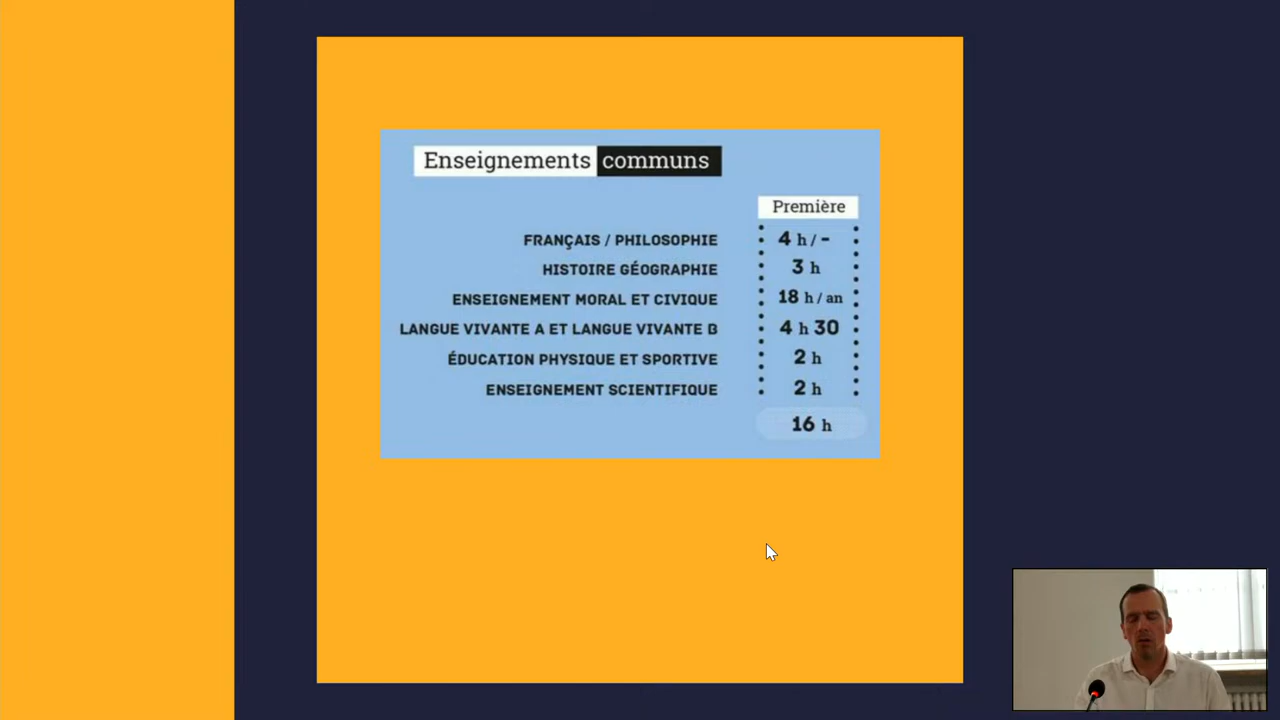 Enseignements communs
Première
FRANÇAIS / PHILOSOPHIE 4 h / -
HISTOIRE GÉOGRAPHIE 3 h
ENSEIGNEMENT MORAL ET CIVIQUE 18 h / an
LANGUE VIVANTE A ET LANGUE VIVANTE B 4 h 30
ÉDUCATION PHYSIQUE ET SPORTIVE 2 h
ENSEIGNEMENT SCIENTIFIQUE 2 h
16 h